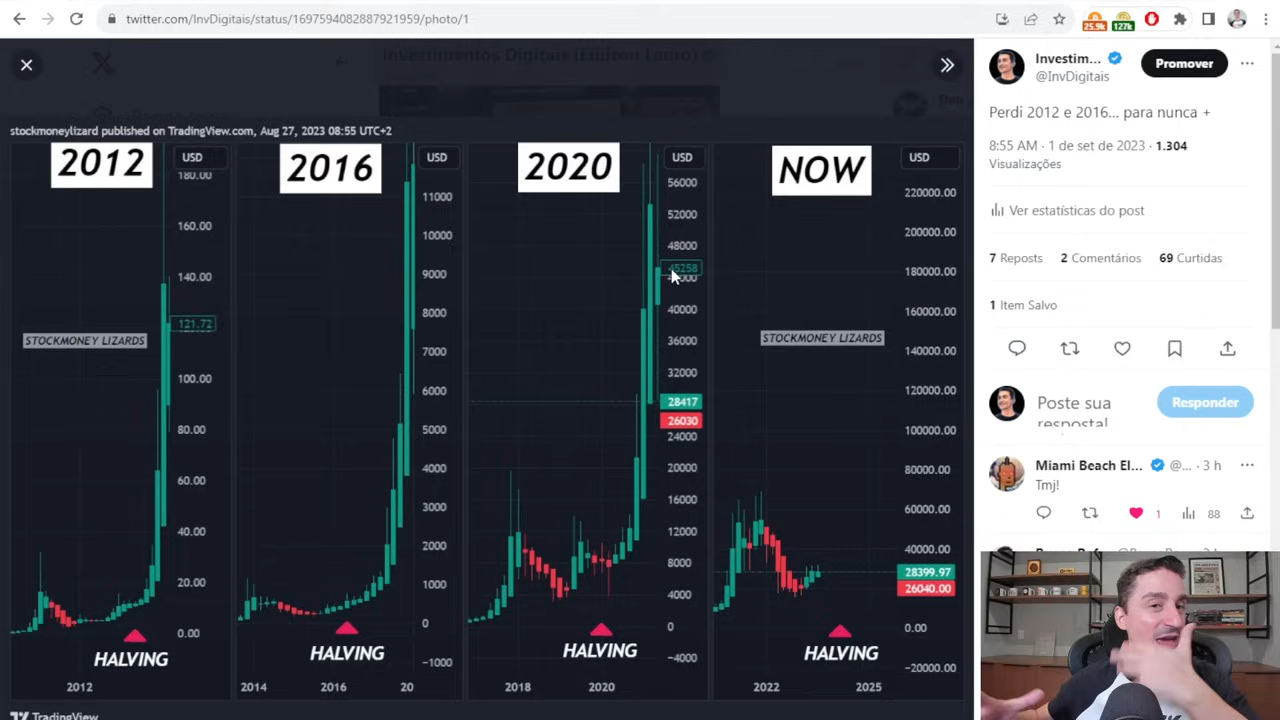 twitter.com/InvDigitais/status/1697594082887921959/photo/1
25.9k
127k
Investimentos Digitais
stockmoneylizard published on TradingView.com, Aug 27, 2023 08:55 UTC+2
2012
USD
180.00
160.00
140.00
121.72
100.00
80.00
60.00
40.00
20.00
0.00
STOCKMONEY LIZARDS
HALVING
2012
2016
USD
11000
10000
9000
8000
7000
6000
5000
4000
3000
2000
1000
0
−1000
HALVING
2014
2016
20
2020
USD
56000
52000
48000
45258
44000
40000
36000
32000
28417
26030
24000
20000
16000
12000
8000
4000
0
−4000
HALVING
2018
2020
NOW
USD
220000.00
200000.00
180000.00
160000.00
140000.00
120000.00
100000.00
80000.00
60000.00
40000.00
28399.97
26040.00
0.00
−20000.00
STOCKMONEY LIZARDS
HALVING
2022
2025
TradingView
Investim...
@InvDigitais
Promover
Perdi 2012 e 2016... para nunca +
8:55 AM · 1 de set de 2023 · 1.304
Visualizações
Ver estatísticas do post
7 Reposts 2 Comentários 69 Curtidas
1 Item Salvo
Poste sua
resposta!
Responder
Miami Beach El... @... · 3 h
Tmj!
1
88